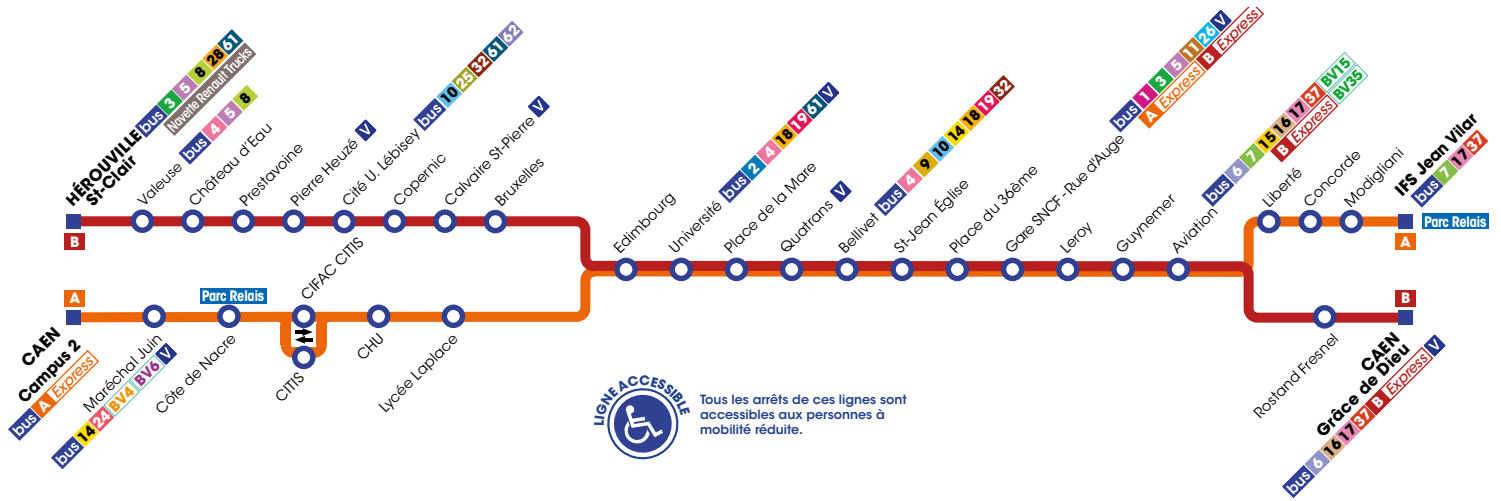 HÉROUVILLE
St-Clair
bus 3 5 8 28 61
Navette Renault Trucks
B
Valeuse bus 4 5 8
Château d'Eau
Prestavoine
Pierre Heuzé V
Cité U. Lébisey bus 10 25 32 61 62
Copernic
Calvaire St-Pierre V
Bruxelles
Edimbourg
Université bus 2 4 18 19 61 V
Place de la Mare
Quatrans V
Bellivet bus 4 9 10 14 18 19 32
St-Jean Église
Place du 36ème
Gare SNCF - Rue d'Auge bus 1 3 5 11 26 V
A Express B Express
Leroy
Guynemer
Aviation bus 6 7 15 16 17 37 BV15
B Express BV35
Liberté
Concorde
Modigliani
IFS Jean Vilar
bus 7 17 37
Parc Relais
A
A
CAEN
Campus 2
bus A Express
Maréchal Juin
bus 14 24 BV4 BV6 V
Parc Relais
Côte de Nacre
CIFAC CITIS
CITIS
CHU
Lycée Laplace
Rostand Fresnel
B
CAEN
Grâce de Dieu
bus 6 16 17 37 B Express V
LIGNE ACCESSIBLE
Tous les arrêts de ces lignes sont
accessibles aux personnes à
mobilité réduite.